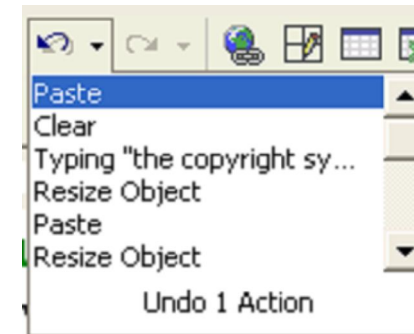 Paste
Clear
Typing "the copyright sy...
Resize Object
Paste
Resize Object
Undo 1 Action